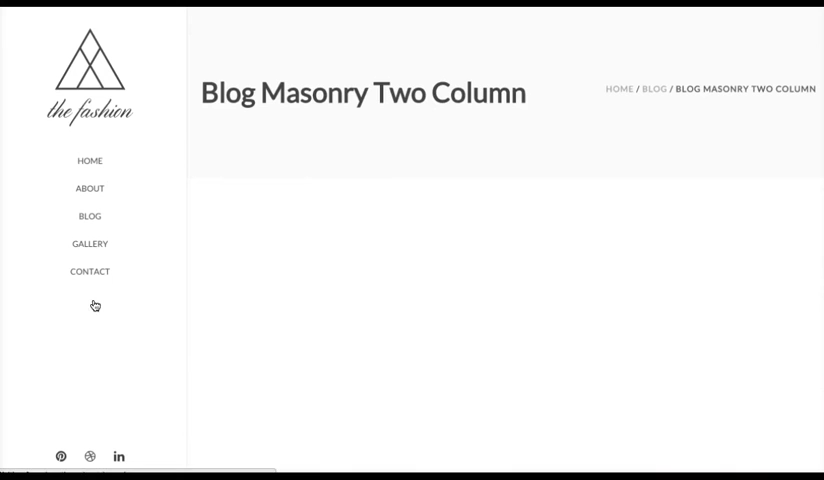 the fashion
HOME
ABOUT
BLOG
GALLERY
CONTACT
Blog Masonry Two Column
HOME / BLOG / BLOG MASONRY TWO COLUMN